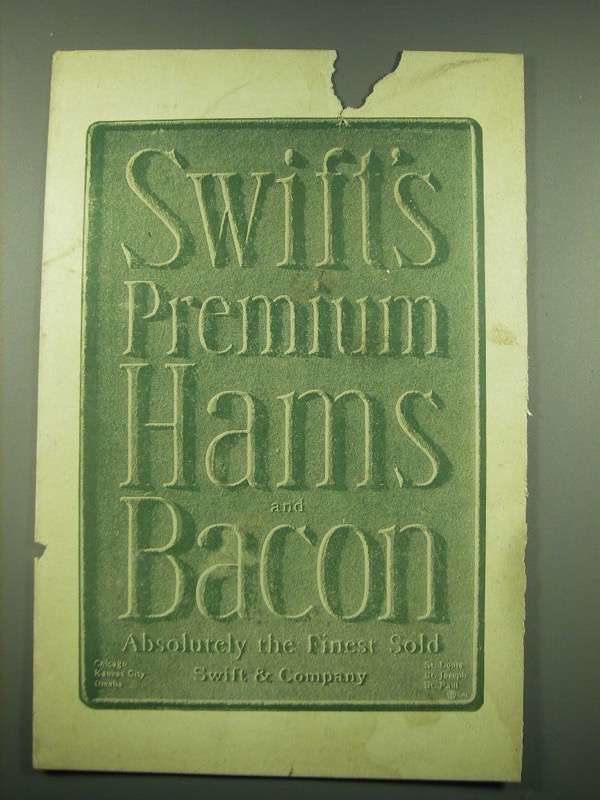 Swift's
Premium
Hams
and
Bacon
Absolutely the Finest Sold
Swift & Company
Chicago
Kansas City
Omaha
St. Louis
St. Joseph
St. Paul